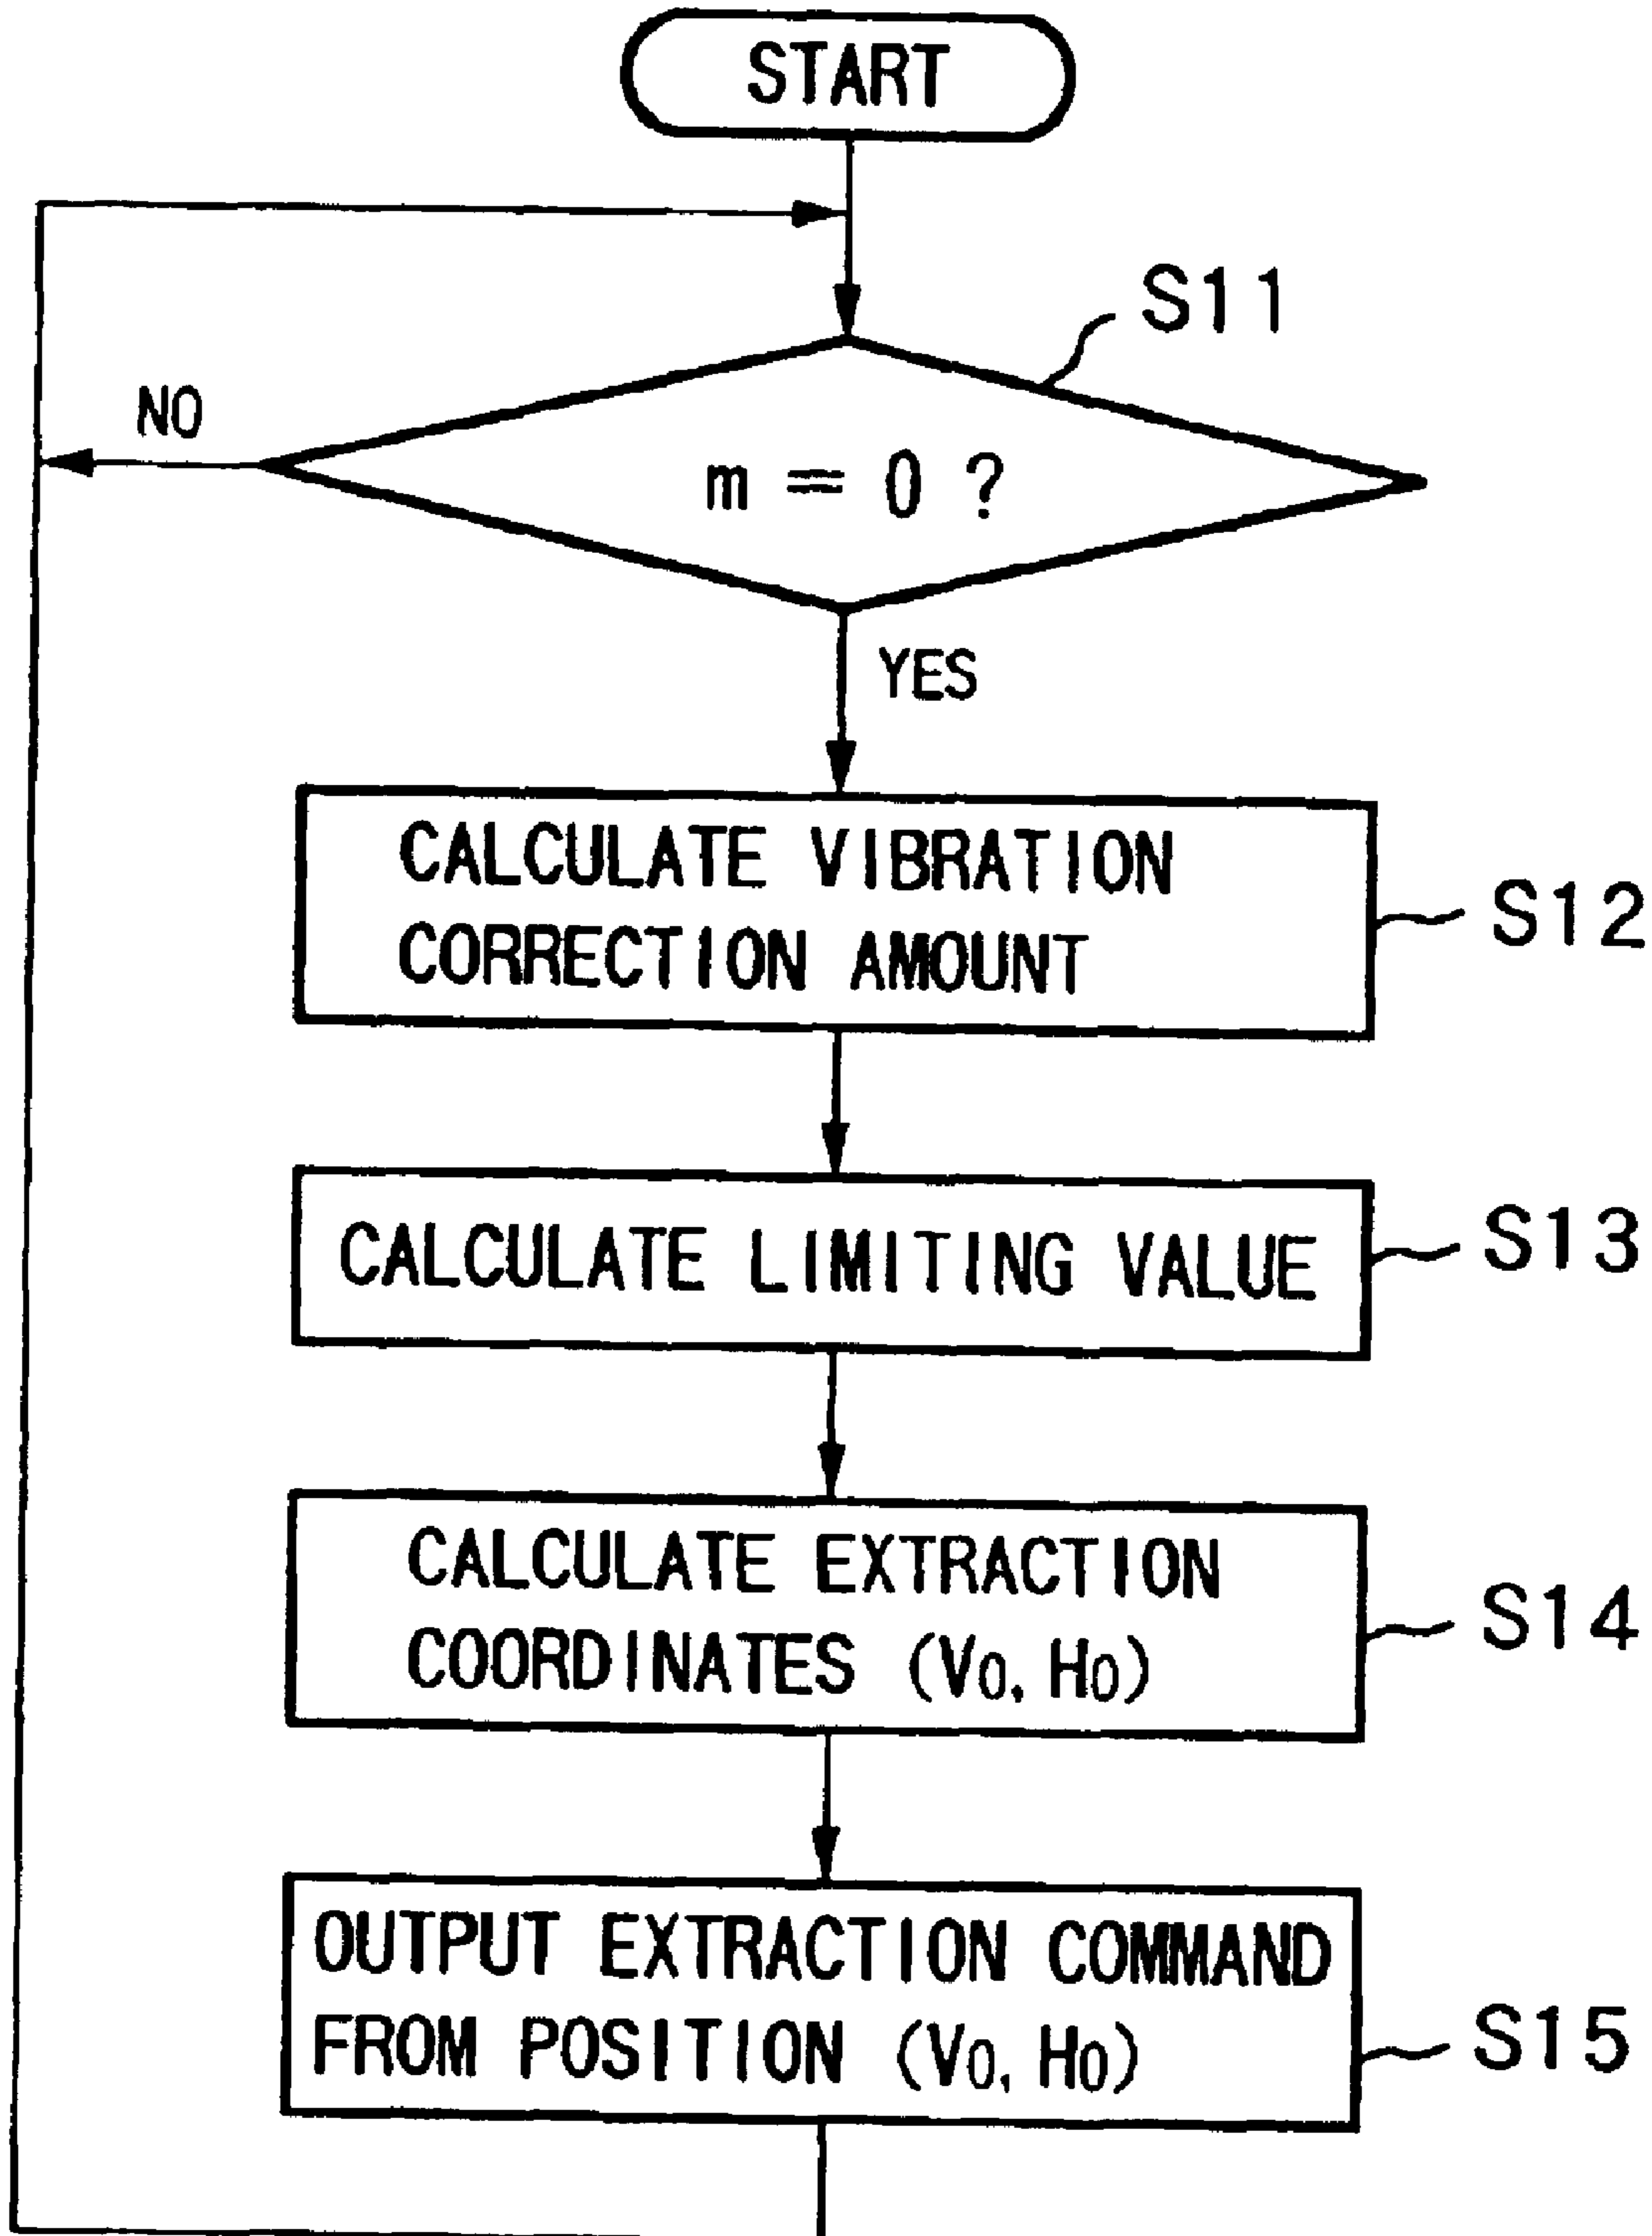 START
S11
NO
m = 0 ?
YES
CALCULATE VIBRATION
CORRECTION AMOUNT
S12
CALCULATE LIMITING VALUE
S13
CALCULATE EXTRACTION
COORDINATES (V0, H0)
S14
OUTPUT EXTRACTION COMMAND
FROM POSITION (V0, H0)
S15